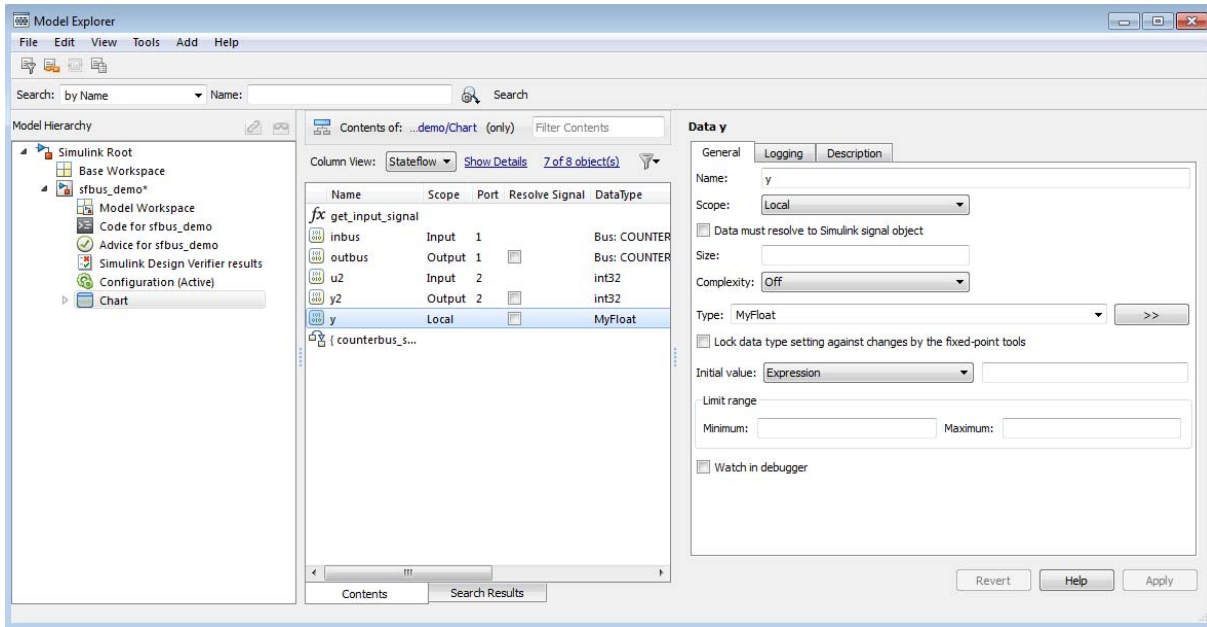 Model Explorer
File Edit View Tools Add Help
Search: by Name Name: Search
Model Hierarchy
Simulink Root
Base Workspace
sfbus_demo*
Model Workspace
Code for sfbus_demo
Advice for sfbus_demo
Simulink Design Verifier results
Configuration (Active)
Chart
Contents of: ...demo/Chart (only) Filter Contents
Column View: Stateflow Show Details 7 of 8 object(s)
Name Scope Port Resolve Signal DataType
fx get_input_signal
inbus Input 1 Bus: COUNTER
outbus Output 1 Bus: COUNTER
u2 Input 2 int32
y2 Output 2 int32
y Local MyFloat
{ counterbus_s...
Contents Search Results
Data y
General Logging Description
Name: y
Scope: Local
Data must resolve to Simulink signal object
Size:
Complexity: Off
Type: MyFloat >>
Lock data type setting against changes by the fixed-point tools
Initial value: Expression
Limit range
Minimum: Maximum:
Watch in debugger
Revert Help Apply